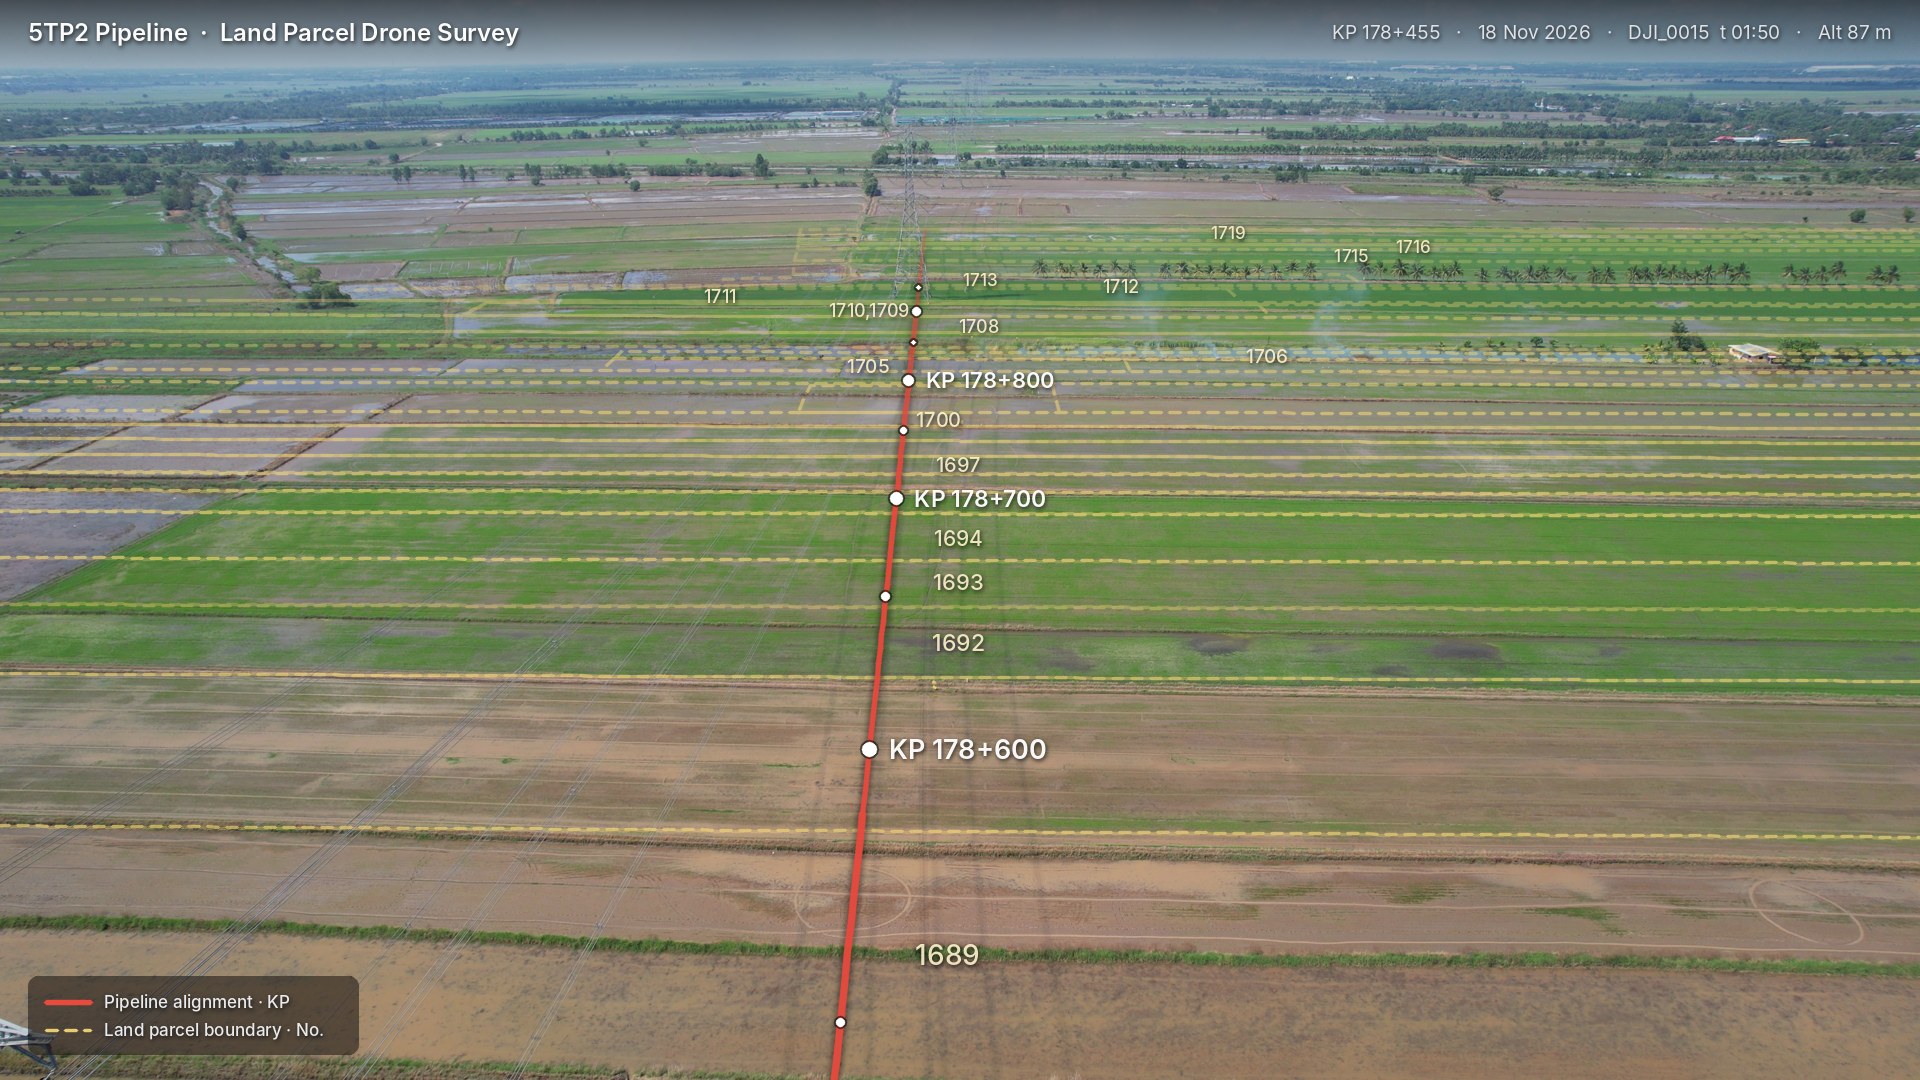 5TP2 Pipeline · Land Parcel Drone Survey
KP 178+455 · 18 Nov 2026 · DJI_0015 t 01:50 · Alt 87 m
1719
1716
1715
1713
1712
1711
1710,1709
1708
1706
1705
KP 178+800
1700
1697
KP 178+700
1694
1693
1692
KP 178+600
1689
Pipeline alignment · KP
Land parcel boundary · No.